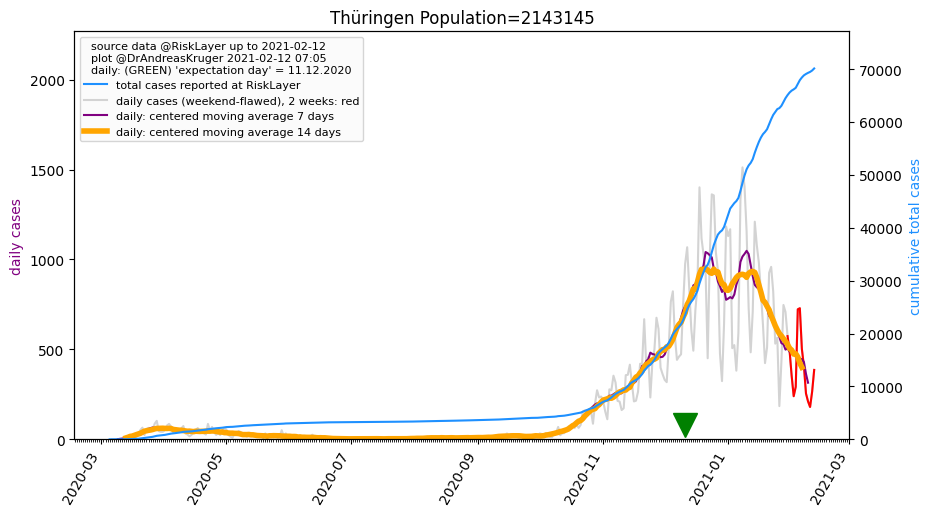 Thüringen Population=2143145
source data @RiskLayer up to 2021-02-12
plot @DrAndreasKruger 2021-02-12 07:05
daily: (GREEN) 'expectation day' = 11.12.2020
total cases reported at RiskLayer
daily cases (weekend-flawed), 2 weeks: red
daily: centered moving average 7 days
daily: centered moving average 14 days
daily cases
2000
1500
1000
500
0
70000
60000
50000
40000
30000
20000
10000
0
cumulative total cases
2020-03
2020-05
2020-07
2020-09
2020-11
2021-01
2021-03